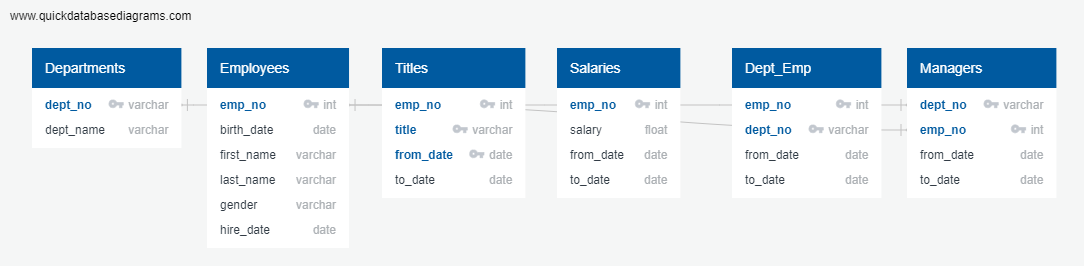 www.quickdatabasediagrams.com
Departments
dept_no varchar
dept_name varchar
Employees
emp_no int
birth_date date
first_name varchar
last_name varchar
gender varchar
hire_date date
Titles
emp_no int
title varchar
from_date date
to_date date
Salaries
emp_no int
salary float
from_date date
to_date date
Dept_Emp
emp_no int
dept_no varchar
from_date date
to_date date
Managers
dept_no varchar
emp_no int
from_date date
to_date date